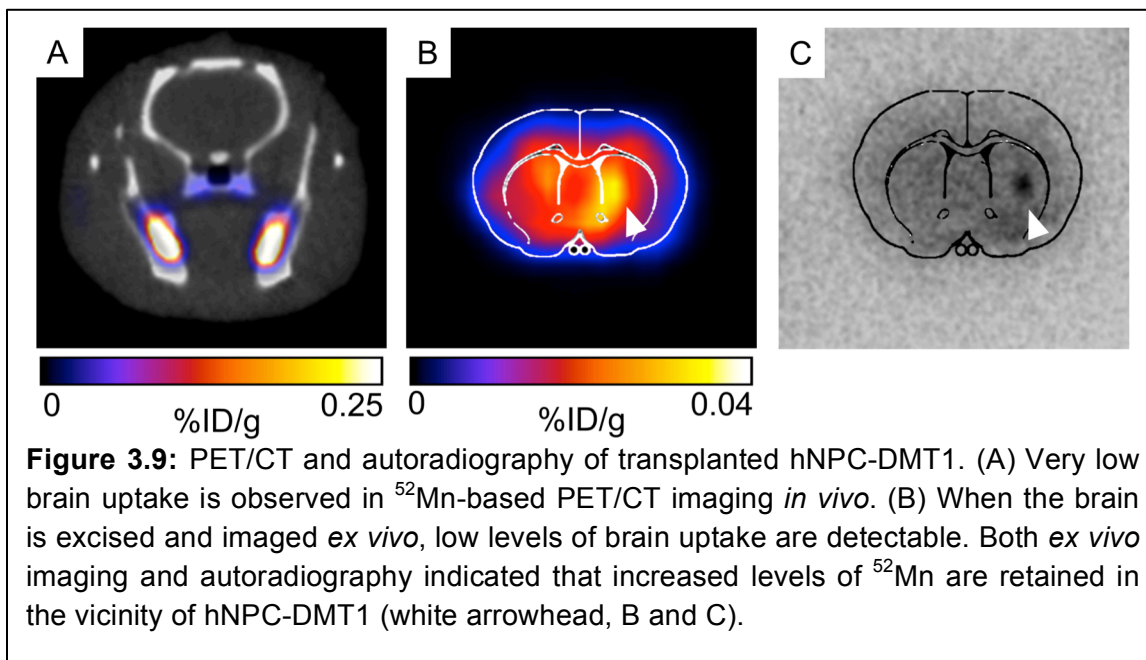 A
B
C
0
0.25
%ID/g
0
0.04
%ID/g
Figure 3.9: PET/CT and autoradiography of transplanted hNPC-DMT1. (A) Very low
brain uptake is observed in ⁵²Mn-based PET/CT imaging in vivo. (B) When the brain
is excised and imaged ex vivo, low levels of brain uptake are detectable. Both ex vivo
imaging and autoradiography indicated that increased levels of ⁵²Mn are retained in
the vicinity of hNPC-DMT1 (white arrowhead, B and C).